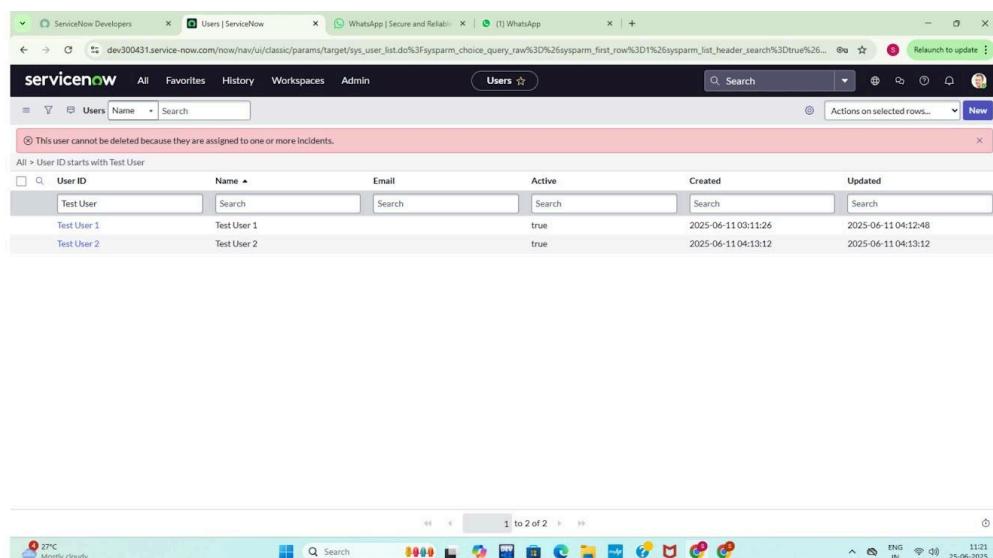 ServiceNow Developers
Users | ServiceNow
WhatsApp | Secure and Reliable
(1) WhatsApp
dev300431.service-now.com/now/nav/ui/classic/params/target/sys_user_list.do%3Fsysparm_choice_query_raw%3D%26sysparm_first_row%3D1%26sysparm_list_header_search%3Dtrue%26...
S
Relaunch to update
servicenow All Favorites History Workspaces Admin
Users
Search
Users Name Search
Actions on selected rows...
New
This user cannot be deleted because they are assigned to one or more incidents.
All > User ID starts with Test User
User ID Name Email Active Created Updated
Test User Search Search Search Search Search
Test User 1 Test User 1 true 2025-06-11 03:11:26 2025-06-11 04:12:48
Test User 2 Test User 2 true 2025-06-11 04:13:12 2025-06-11 04:13:12
1 to 2 of 2
4
27°C
Mostly cloudy
Search
ENG
IN
11:21
25-06-2025